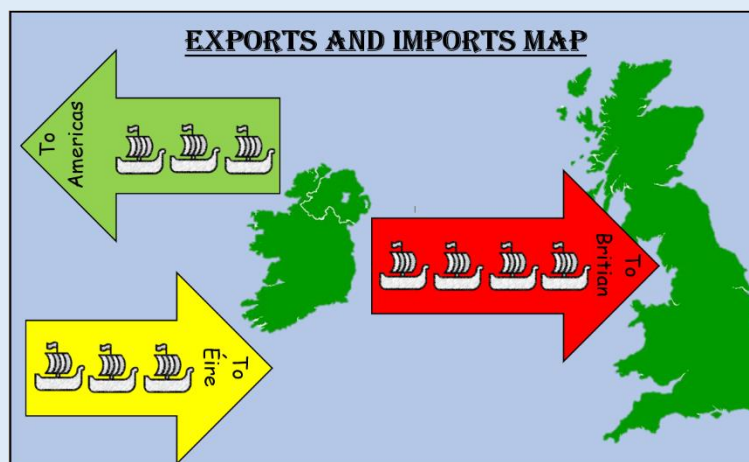 EXPORTS AND IMPORTS MAP
To
Americas
To
Britian
To
Éire